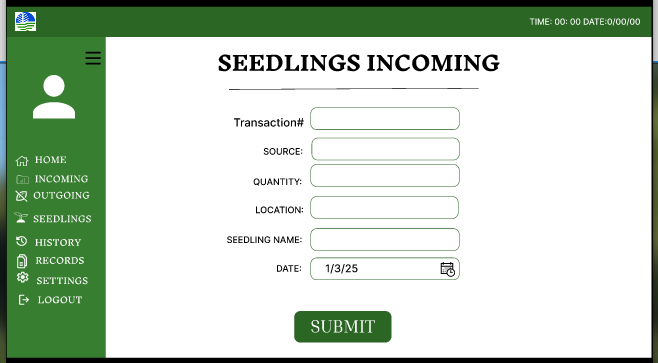 TIME: 00: 00 DATE:0/00/00
SEEDLINGS INCOMING
Transaction#
SOURCE:
QUANTITY:
LOCATION:
SEEDLING NAME:
DATE: 1/3/25
SUBMIT
HOME
INCOMING
OUTGOING
SEEDLINGS
HISTORY
RECORDS
SETTINGS
LOGOUT